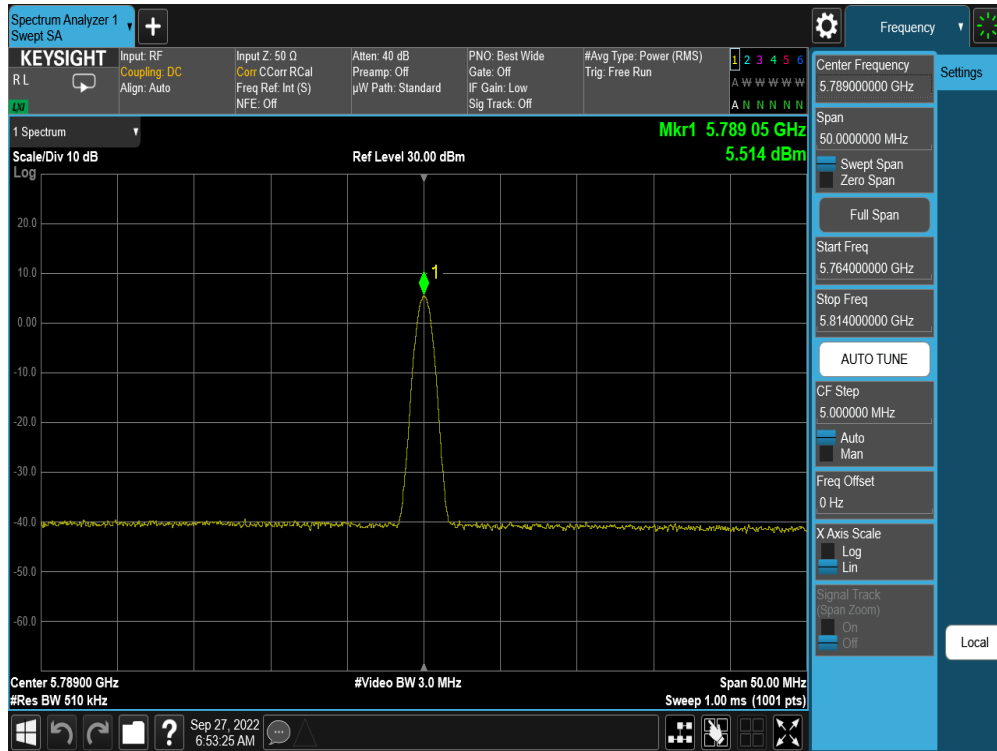 Spectrum Analyzer 1
Swept SA
Frequency
KEYSIGHT
R L
LXI
Input: RF
Coupling: DC
Align: Auto
Input Z: 50 Ω
Corr CCorr RCal
Freq Ref: Int (S)
NFE: Off
Atten: 40 dB
Preamp: Off
µW Path: Standard
PNO: Best Wide
Gate: Off
IF Gain: Low
Sig Track: Off
#Avg Type: Power (RMS)
Trig: Free Run
1 2 3 4 5 6
A W W W W W
A N N N N N
1 Spectrum
Mkr1 5.789 05 GHz
5.514 dBm
Scale/Div 10 dB
Ref Level 30.00 dBm
Log
20.0
10.0
1
0.00
-10.0
-20.0
-30.0
-40.0
-50.0
-60.0
Center 5.78900 GHz
#Video BW 3.0 MHz
Span 50.00 MHz
#Res BW 510 kHz
Sweep 1.00 ms (1001 pts)
Center Frequency
5.789000000 GHz
Settings
Span
50.0000000 MHz
Swept Span
Zero Span
Full Span
Start Freq
5.764000000 GHz
Stop Freq
5.814000000 GHz
AUTO TUNE
CF Step
5.000000 MHz
Auto
Man
Freq Offset
0 Hz
X Axis Scale
Log
Lin
Signal Track
(Span Zoom)
On
Off
Local
?
Sep 27, 2022
6:53:25 AM